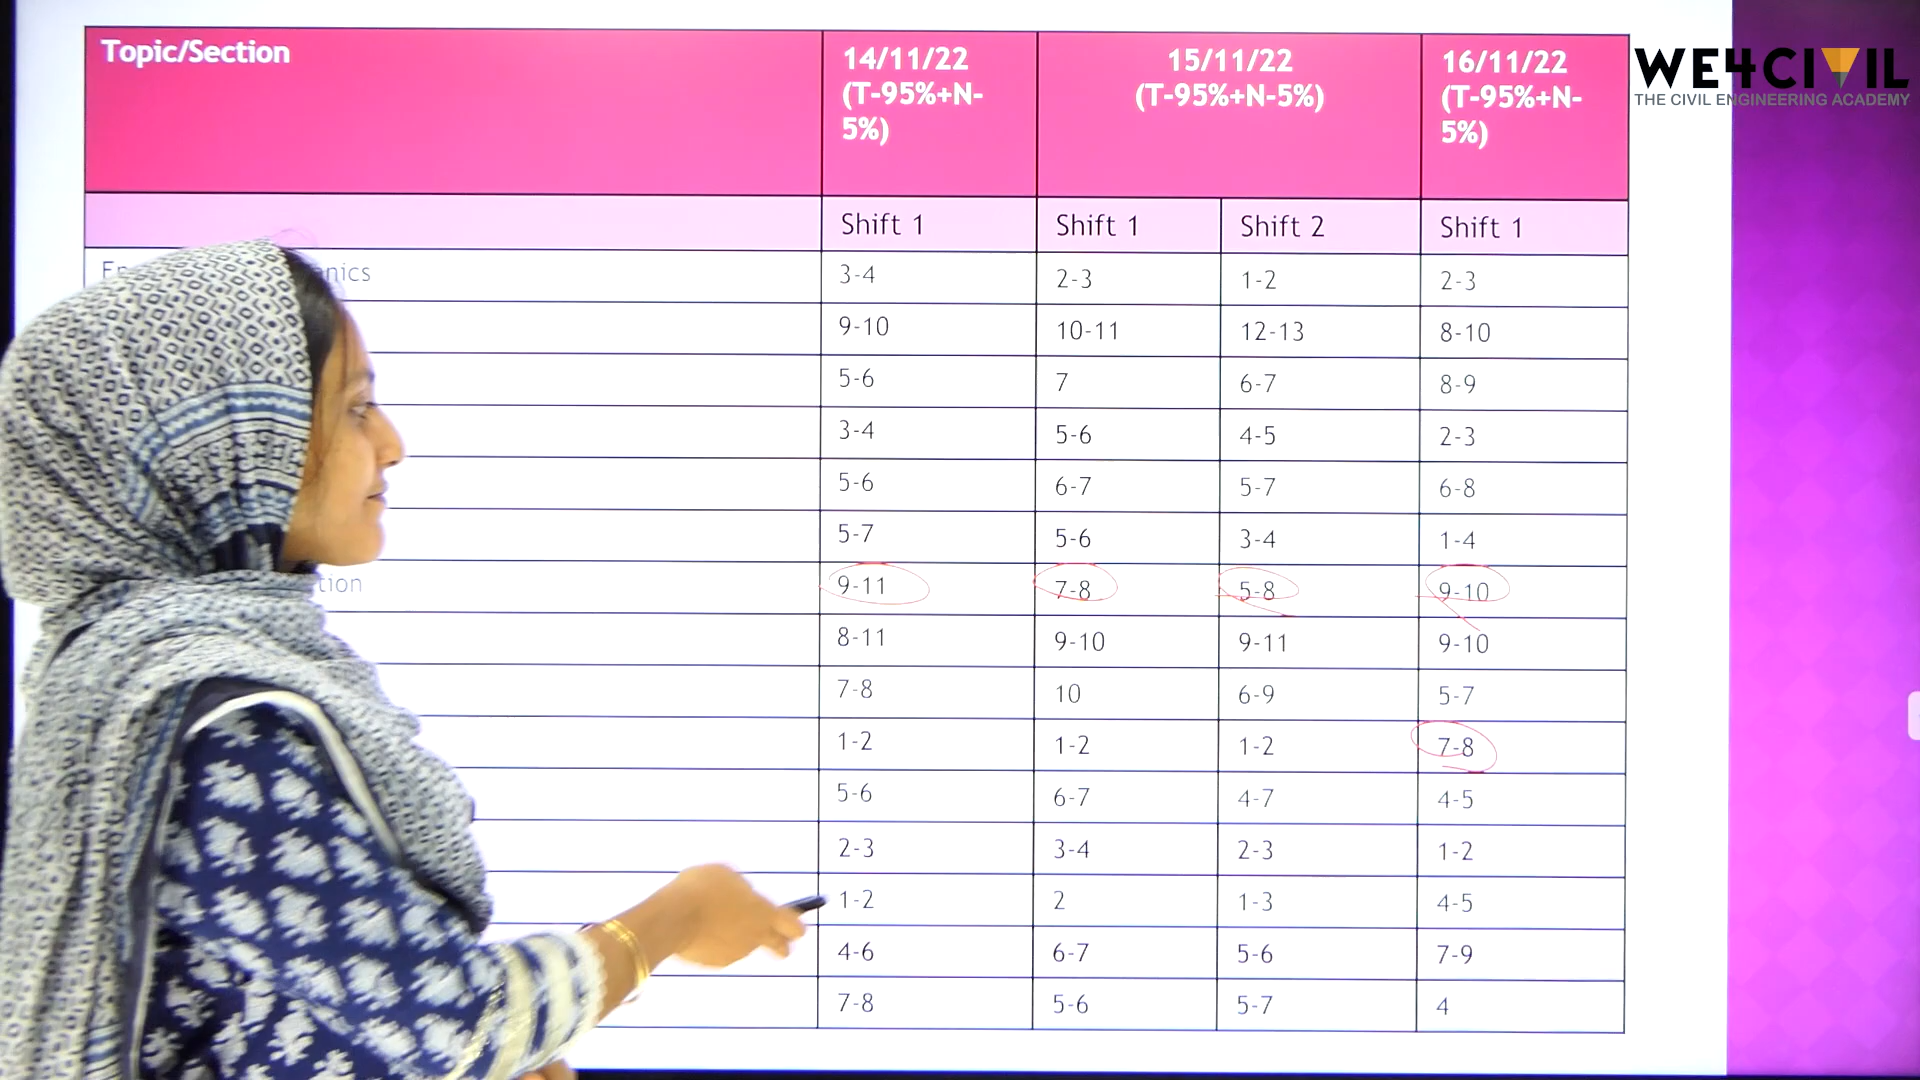 Topic/Section
14/11/22
(T-95%+N-
5%)
15/11/22
(T-95%+N-5%)
16/11/22
(T-95%+N-
5%)
WE4CIVIL
THE CIVIL ENGINEERING ACADEMY
Shift 1 Shift 1 Shift 2 Shift 1
3-4 2-3 1-2 2-3
9-10 10-11 12-13 8-10
5-6 7 6-7 8-9
3-4 5-6 4-5 2-3
5-6 6-7 5-7 6-8
5-7 5-6 3-4 1-4
9-11 7-8 5-8 9-10
8-11 9-10 9-11 9-10
7-8 10 6-9 5-7
1-2 1-2 1-2 7-8
5-6 6-7 4-7 4-5
2-3 3-4 2-3 1-2
1-2 2 1-3 4-5
4-6 6-7 5-6 7-9
7-8 5-6 5-7 4